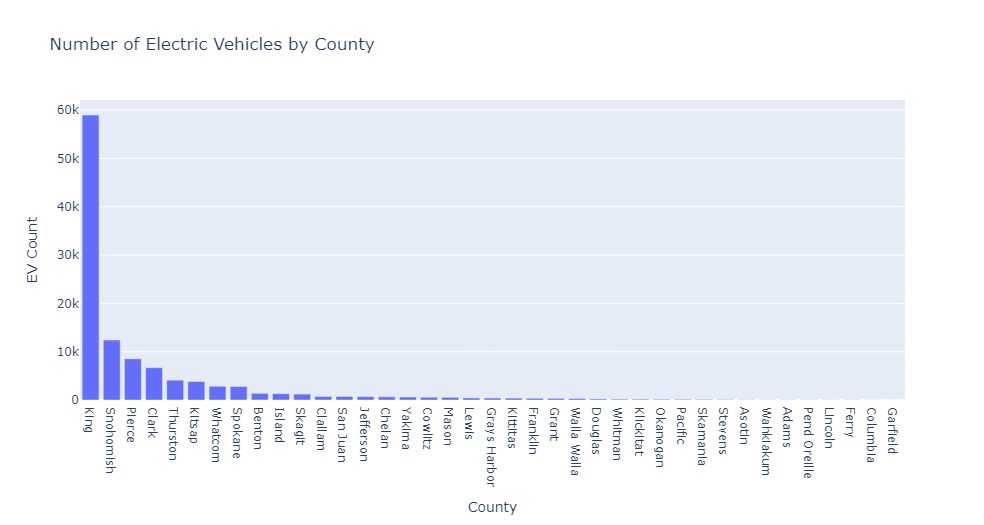 Number of Electric Vehicles by County
60k
50k
40k
30k
20k
10k
0
EV Count
King
Snohomish
Pierce
Clark
Thurston
Kitsap
Whatcom
Spokane
Benton
Island
Skagit
Clallam
San Juan
Jefferson
Chelan
Yakima
Cowlitz
Mason
Lewis
Grays Harbor
Kittitas
Franklin
Grant
Walla Walla
Douglas
Whitman
Klickitat
Okanogan
Pacific
Skamania
Stevens
Asotin
Wahkiakum
Adams
Pend Oreille
Lincoln
Ferry
Columbia
Garfield
County